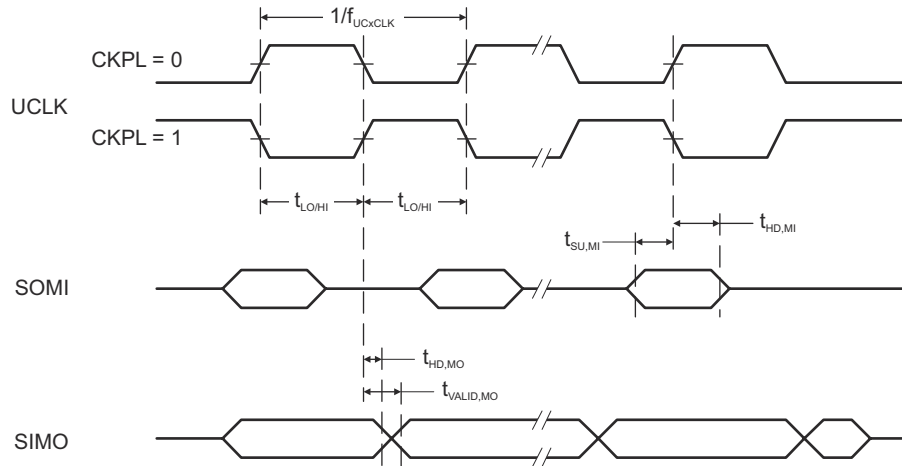 1/fUCxCLK
CKPL = 0
UCLK
CKPL = 1
tLO/HI tLO/HI
tSU,MI
tHD,MI
SOMI
tHD,MO
tVALID,MO
SIMO